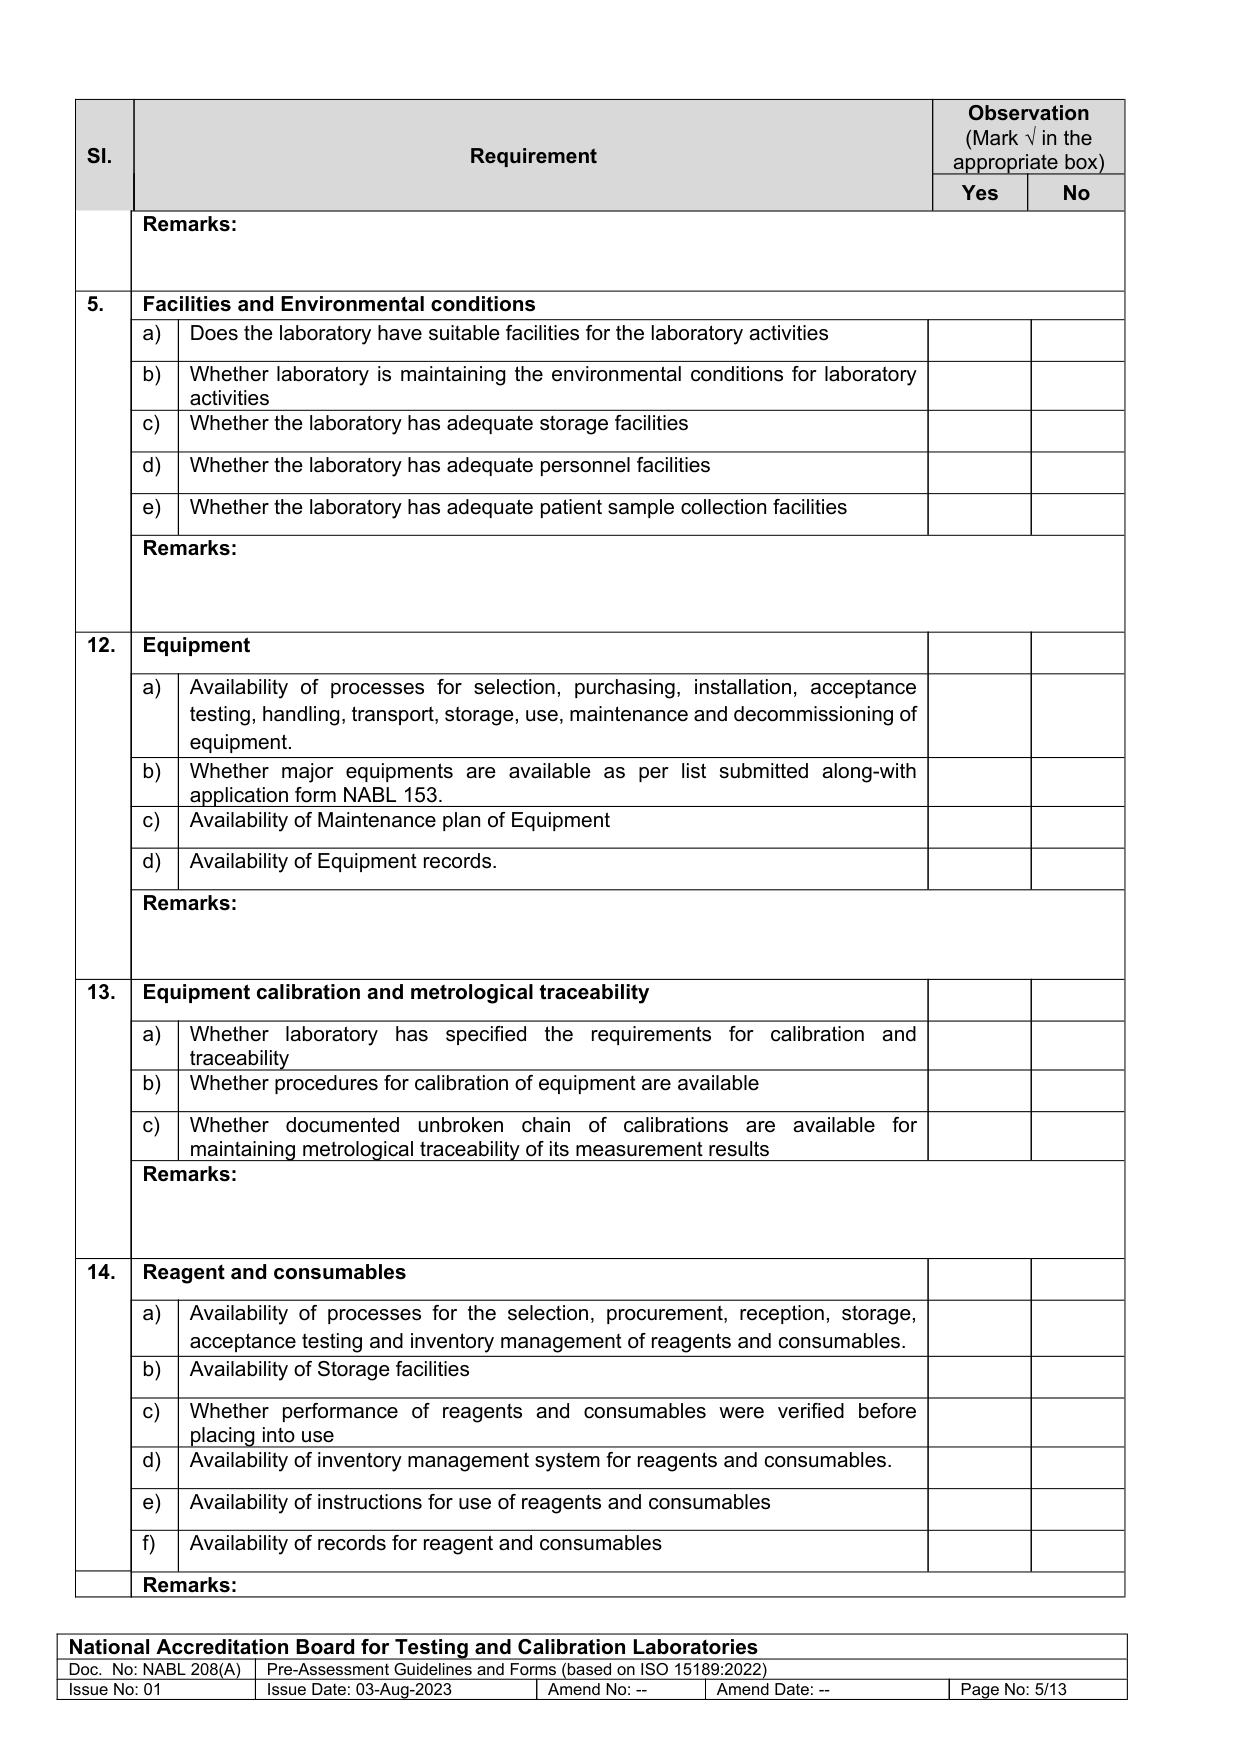 Sl.
Requirement
Observation
(Mark √ in the
appropriate box)
Yes No
Remarks:
5. Facilities and Environmental conditions
a) Does the laboratory have suitable facilities for the laboratory activities
b) Whether laboratory is maintaining the environmental conditions for laboratory
activities
c) Whether the laboratory has adequate storage facilities
d) Whether the laboratory has adequate personnel facilities
e) Whether the laboratory has adequate patient sample collection facilities
Remarks:
12. Equipment
a) Availability of processes for selection, purchasing, installation, acceptance
testing, handling, transport, storage, use, maintenance and decommissioning of
equipment.
b) Whether major equipments are available as per list submitted along-with
application form NABL 153.
c) Availability of Maintenance plan of Equipment
d) Availability of Equipment records.
Remarks:
13. Equipment calibration and metrological traceability
a) Whether laboratory has specified the requirements for calibration and
traceability
b) Whether procedures for calibration of equipment are available
c) Whether documented unbroken chain of calibrations are available for
maintaining metrological traceability of its measurement results
Remarks:
14. Reagent and consumables
a) Availability of processes for the selection, procurement, reception, storage,
acceptance testing and inventory management of reagents and consumables.
b) Availability of Storage facilities
c) Whether performance of reagents and consumables were verified before
placing into use
d) Availability of inventory management system for reagents and consumables.
e) Availability of instructions for use of reagents and consumables
f) Availability of records for reagent and consumables
Remarks:
National Accreditation Board for Testing and Calibration Laboratories
Doc. No: NABL 208(A) Pre-Assessment Guidelines and Forms (based on ISO 15189:2022)
Issue No: 01 Issue Date: 03-Aug-2023 Amend No: -- Amend Date: -- Page No: 5/13